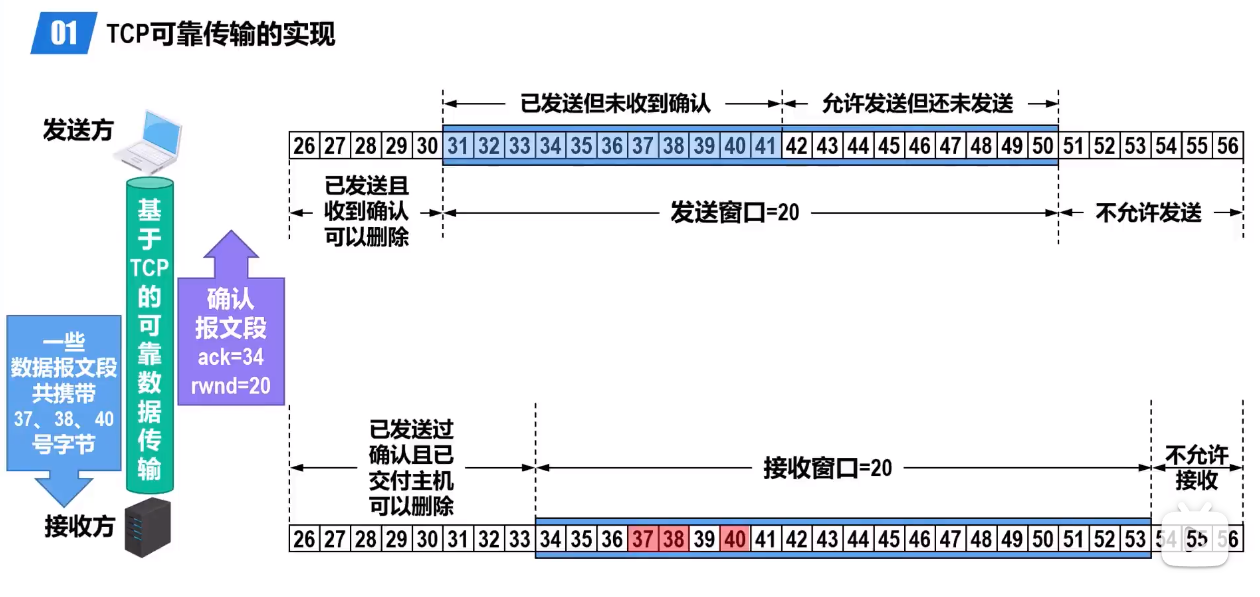 01 TCP可靠传输的实现
已发送但未收到确认
允许发送但还未发送
发送方
26 27 28 29 30 31 32 33 34 35 36 37 38 39 40 41 42 43 44 45 46 47 48 49 50 51 52 53 54 55 56
已发送且
收到确认
可以删除
发送窗口=20
不允许发送
基
于
TCP
的
可
靠
数
据
传
输
确认
报文段
ack=34
rwnd=20
一些
数据报文段
共携带
37、38、40
号字节
已发送过
确认且已
交付主机
可以删除
接收窗口=20
不允许
接收
接收方
26 27 28 29 30 31 32 33 34 35 36 37 38 39 40 41 42 43 44 45 46 47 48 49 50 51 52 53 54 55 56